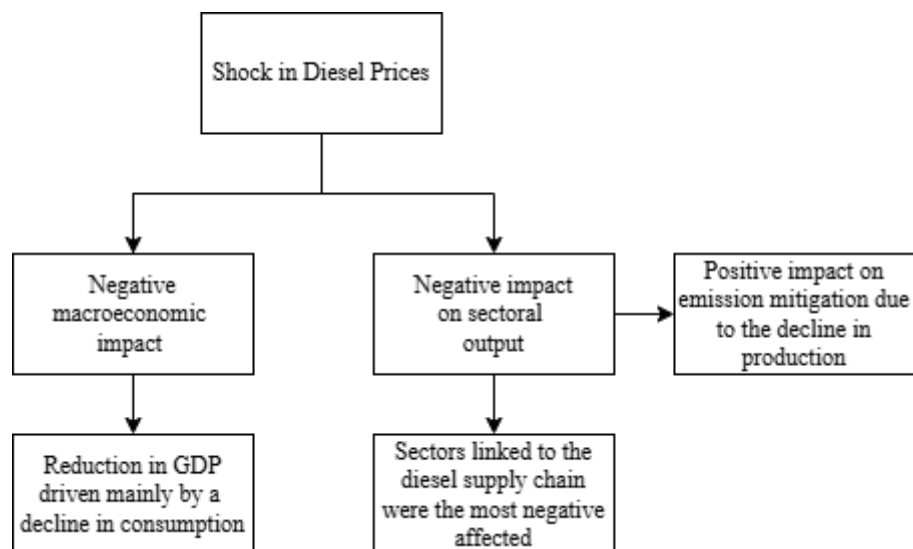 Shock in Diesel Prices
Negative
macroeconomic
impact
Negative impact
on sectoral
output
Positive impact on
emission mitigation due
to the decline in
production
Reduction in GDP
driven mainly by a
decline in consumption
Sectors linked to the
diesel supply chain
were the most negative
affected